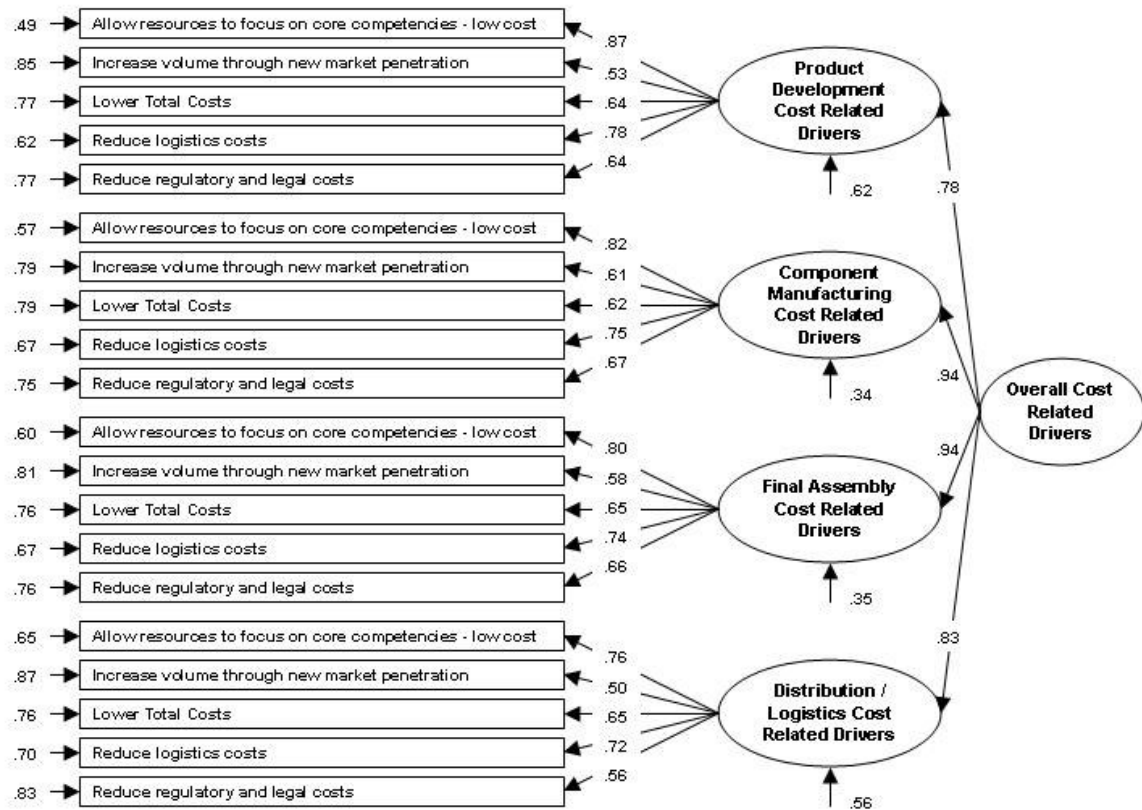 .49 Allow resources to focus on core competencies - low cost .87
.85 Increase volume through new market penetration .53
.77 Lower Total Costs .64
.62 Reduce logistics costs .78
.77 Reduce regulatory and legal costs .64
Product
Development
Cost Related
Drivers
.62
.78
.57 Allow resources to focus on core competencies - low cost .82
.79 Increase volume through new market penetration .61
.79 Lower Total Costs .62
.67 Reduce logistics costs .75
.75 Reduce regulatory and legal costs .67
Component
Manufacturing
Cost Related
Drivers
.34
.94
Overall Cost
Related
Drivers
.60 Allow resources to focus on core competencies - low cost .80
.81 Increase volume through new market penetration .58
.76 Lower Total Costs .65
.67 Reduce logistics costs .74
.76 Reduce regulatory and legal costs .66
Final Assembly
Cost Related
Drivers
.35
.94
.65 Allow resources to focus on core competencies - low cost .76
.87 Increase volume through new market penetration .50
.76 Lower Total Costs .65
.70 Reduce logistics costs .72
.83 Reduce regulatory and legal costs .56
Distribution /
Logistics Cost
Related Drivers
.56
.83